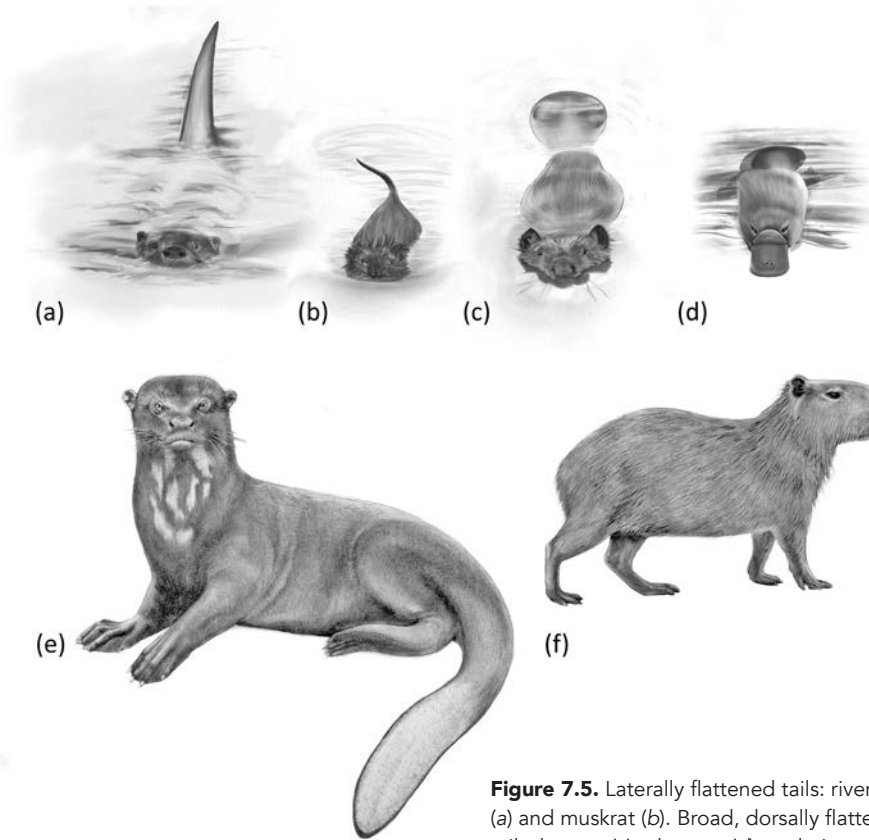 (a)
(b)
(c)
(d)
(e)
(f)
Figure 7.5. Laterally flattened tails: river
(a) and muskrat (b). Broad, dorsally flatte